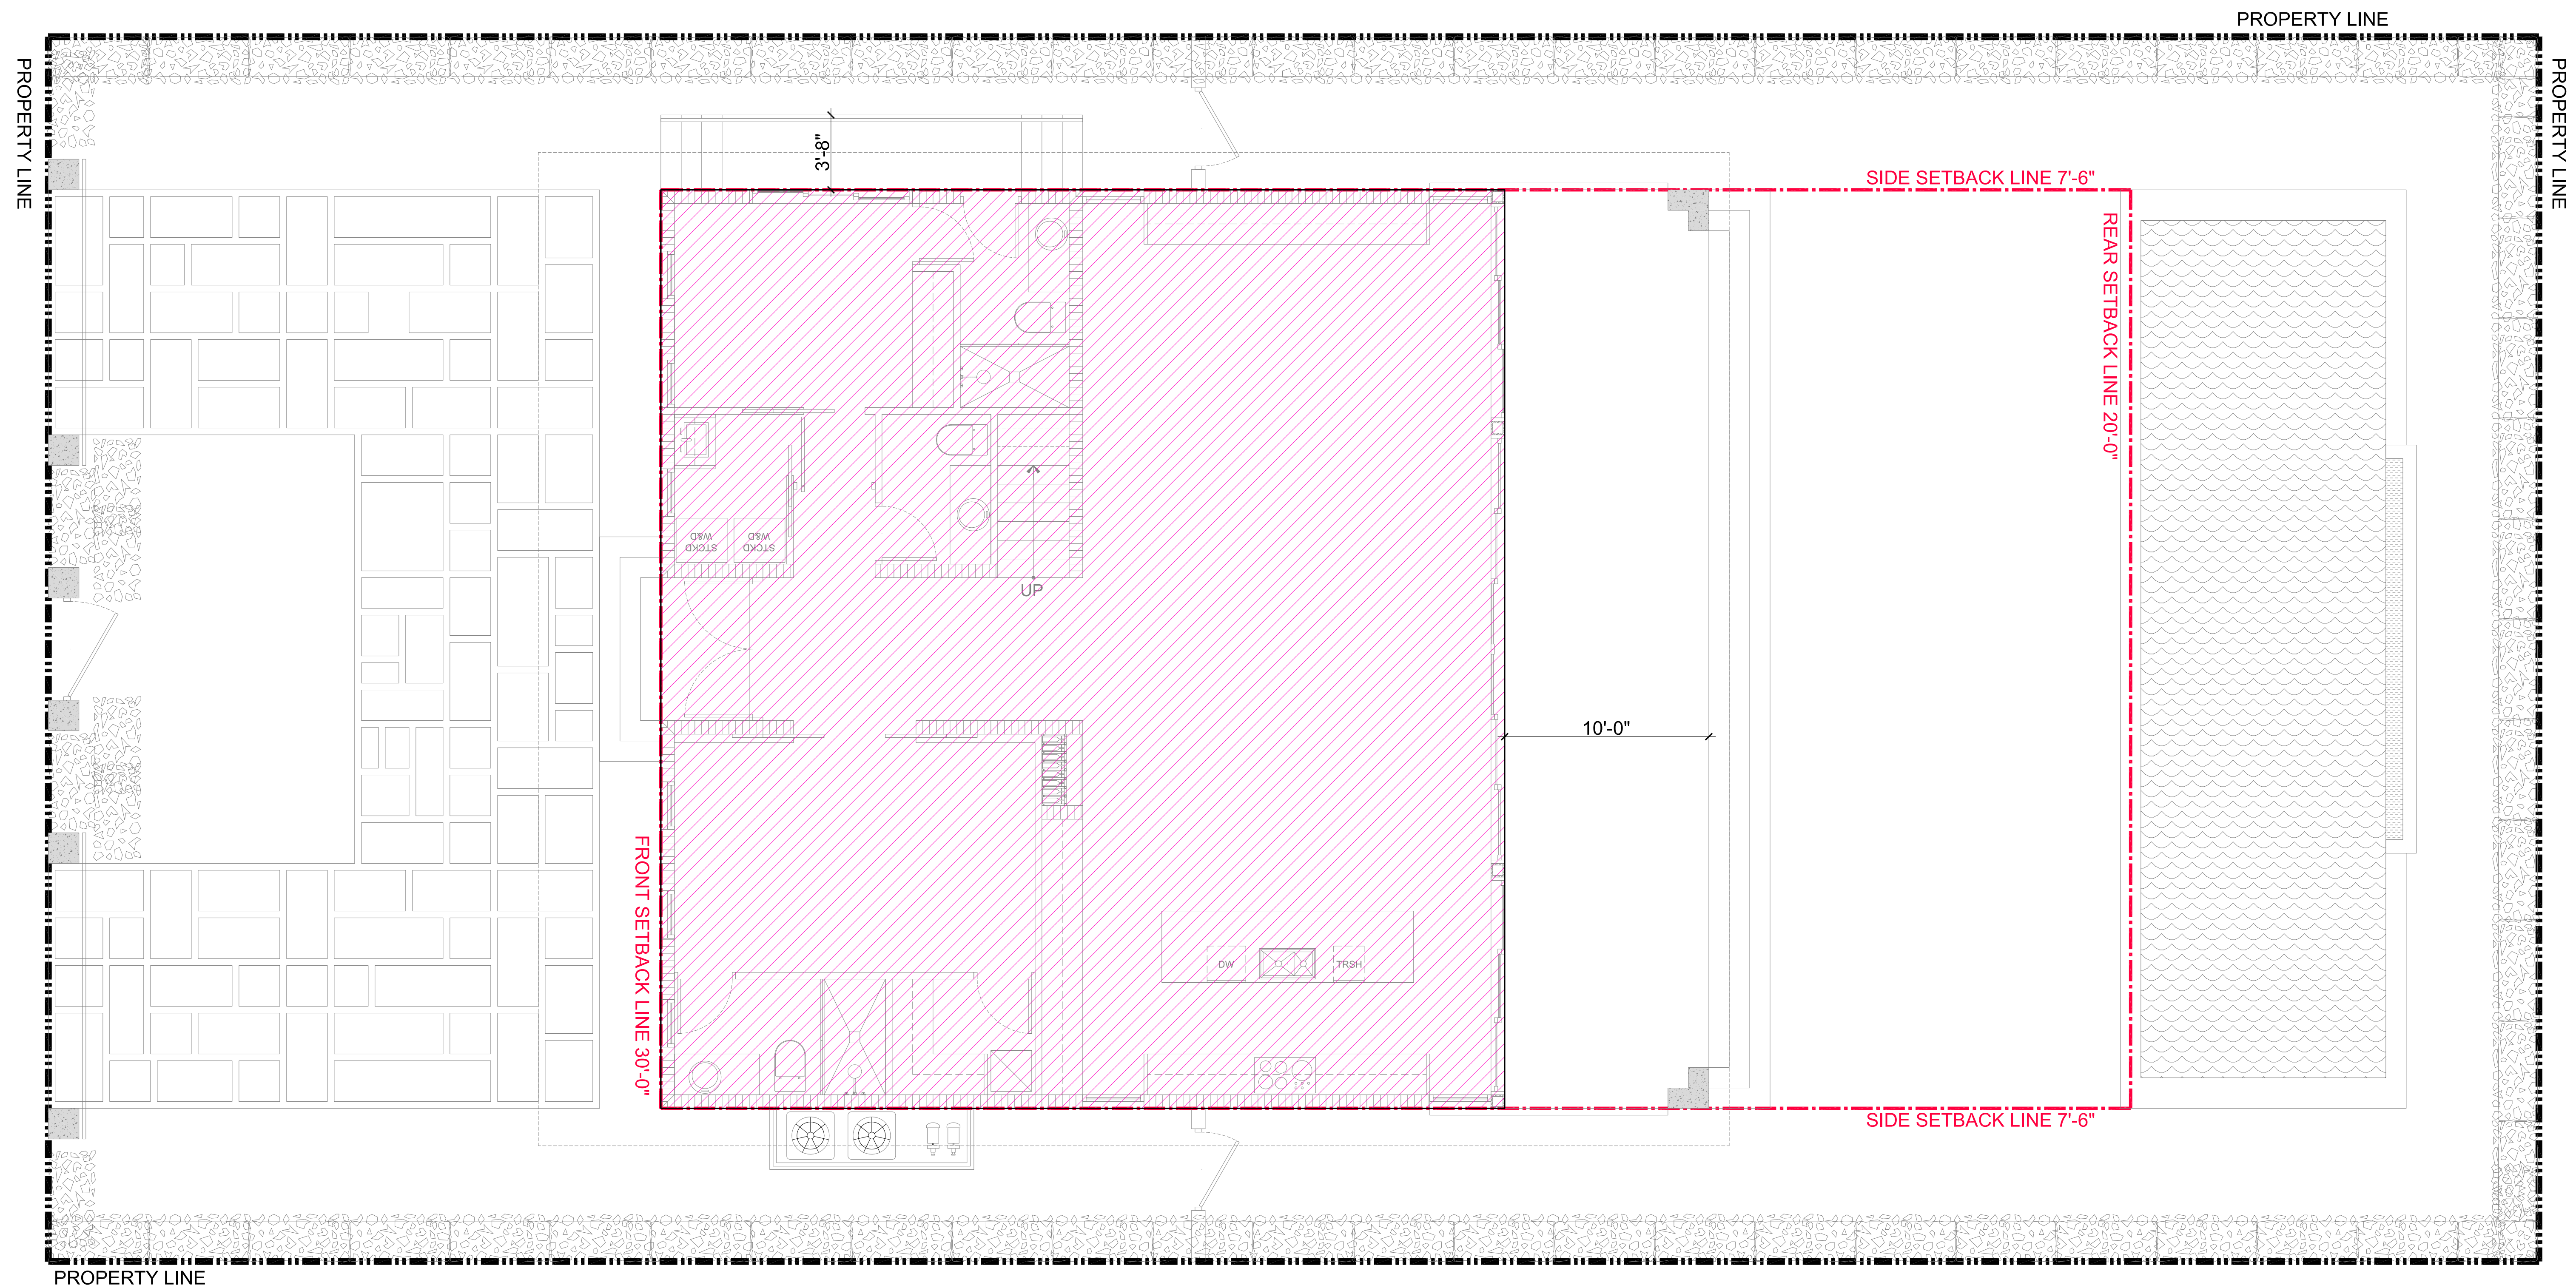 PROPERTY LINE
PROPERTY LINE
PROPERTY LINE
3'-8"
SIDE SETBACK LINE 7'-6"
REAR SETBACK LINE 20'-0"
STCKD
W&D
STCKD
W&D
UP
10'-0"
FRONT SETBACK LINE 30'-0"
DW
TRSH
SIDE SETBACK LINE 7'-6"
PROPERTY LINE